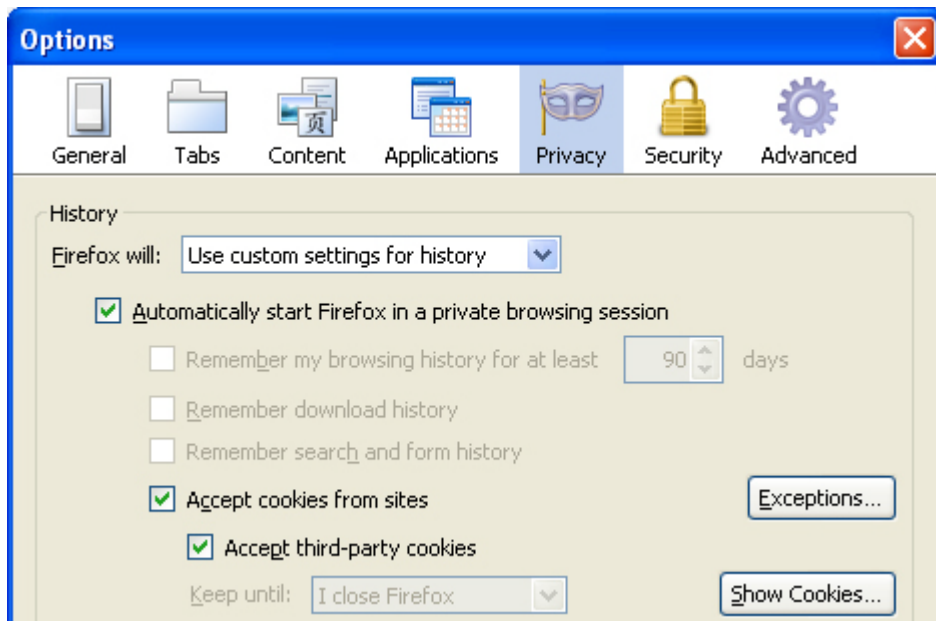 Options
页
General Tabs Content Applications Privacy Security Advanced
History
Firefox will: Use custom settings for history
Automatically start Firefox in a private browsing session
Remember my browsing history for at least 90 days
Remember download history
Remember search and form history
Accept cookies from sites Exceptions...
Accept third-party cookies
Keep until: I close Firefox Show Cookies...